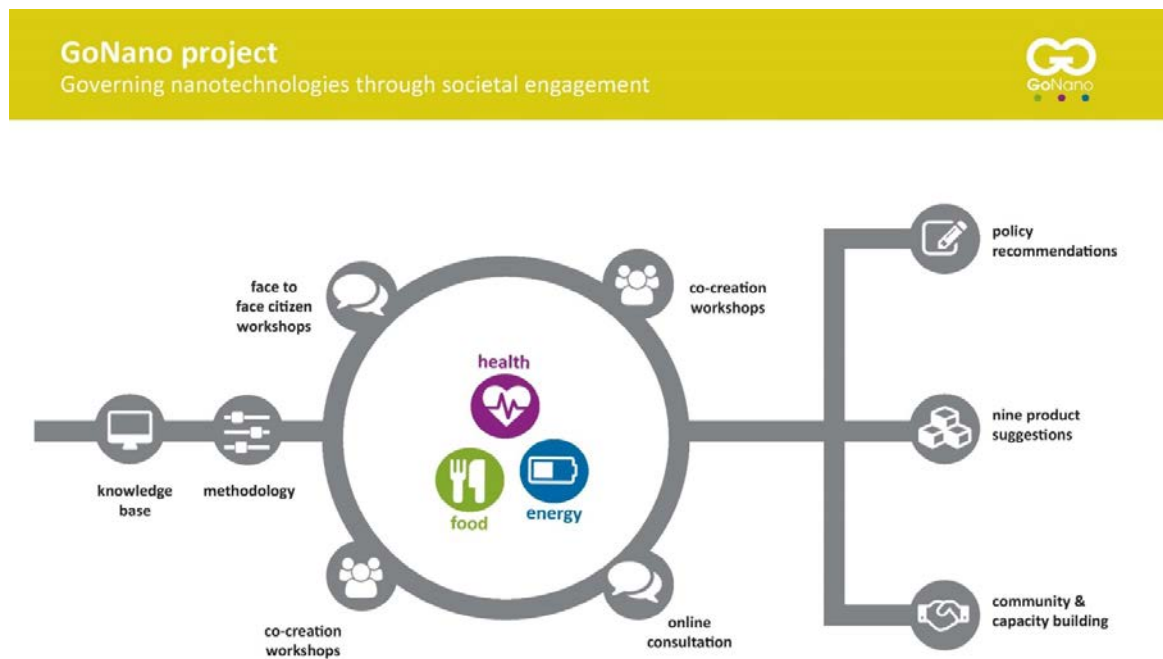 GoNano project
Governing nanotechnologies through societal engagement
GoNano
face to
face citizen
workshops
co-creation
workshops
policy
recommendations
health
nine product
suggestions
knowledge
base
methodology
food
energy
co-creation
workshops
online
consultation
community &
capacity building